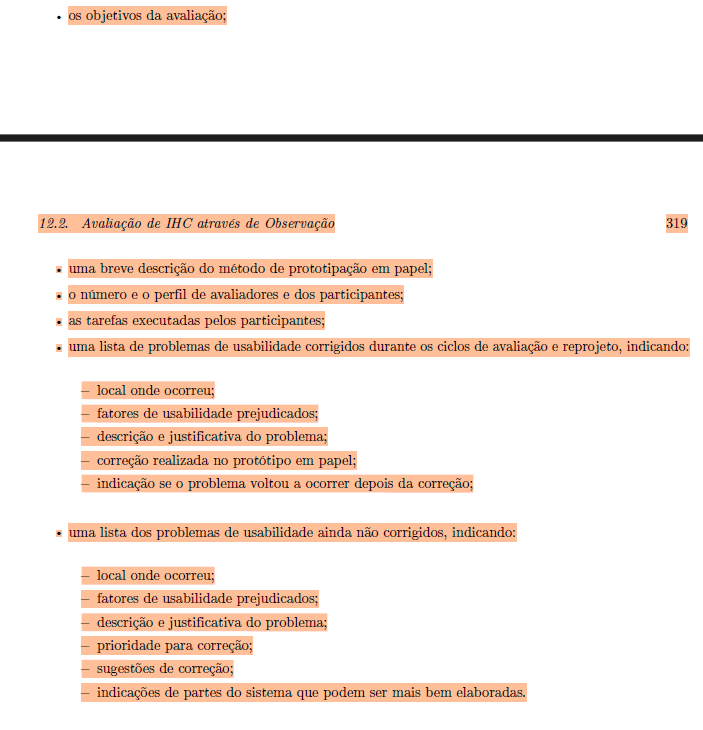 • os objetivos da avaliação;
12.2. Avaliação de IHC através de Observação 319
• uma breve descrição do método de prototipação em papel;
• o número e o perfil de avaliadores e dos participantes;
• as tarefas executadas pelos participantes;
• uma lista de problemas de usabilidade corrigidos durante os ciclos de avaliação e reprojeto, indicando:
– local onde ocorreu;
– fatores de usabilidade prejudicados;
– descrição e justificativa do problema;
– correção realizada no protótipo em papel;
– indicação se o problema voltou a ocorrer depois da correção;
• uma lista dos problemas de usabilidade ainda não corrigidos, indicando:
– local onde ocorreu;
– fatores de usabilidade prejudicados;
– descrição e justificativa do problema;
– prioridade para correção;
– sugestões de correção;
– indicações de partes do sistema que podem ser mais bem elaboradas.